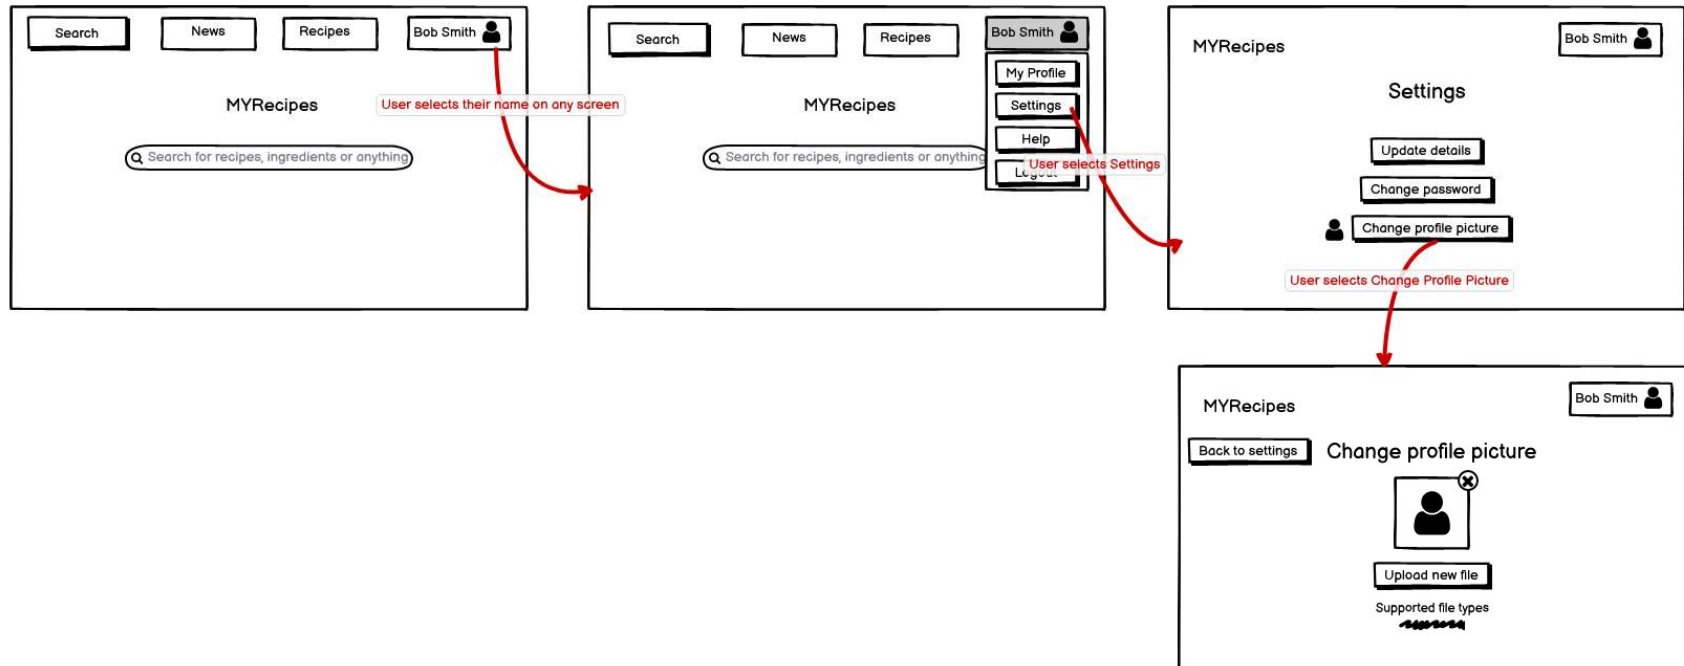 Search
News
Recipes
Bob Smith
MYRecipes
User selects their name on any screen
Search for recipes, ingredients or anything
Search
News
Recipes
Bob Smith
My Profile
Settings
Help
Logout
MYRecipes
User selects Settings
Search for recipes, ingredients or anything
MYRecipes
Bob Smith
Settings
Update details
Change password
Change profile picture
User selects Change Profile Picture
MYRecipes
Bob Smith
Back to settings
Change profile picture
Upload new file
Supported file types